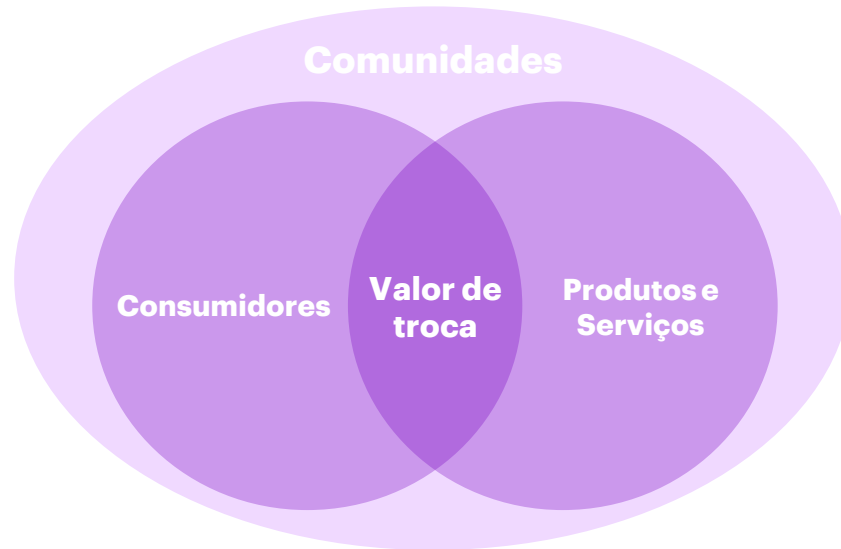 Comunidades
Consumidores
Valor de
troca
Produtos e
Serviços